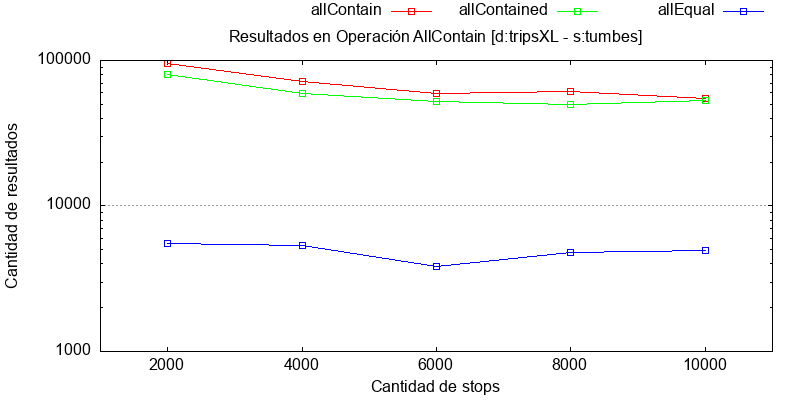 allContain allContained allEqual
Resultados en Operación AllContain [d:tripsXL - s:tumbes]
100000
10000
1000
Cantidad de resultados
2000 4000 6000 8000 10000
Cantidad de stops